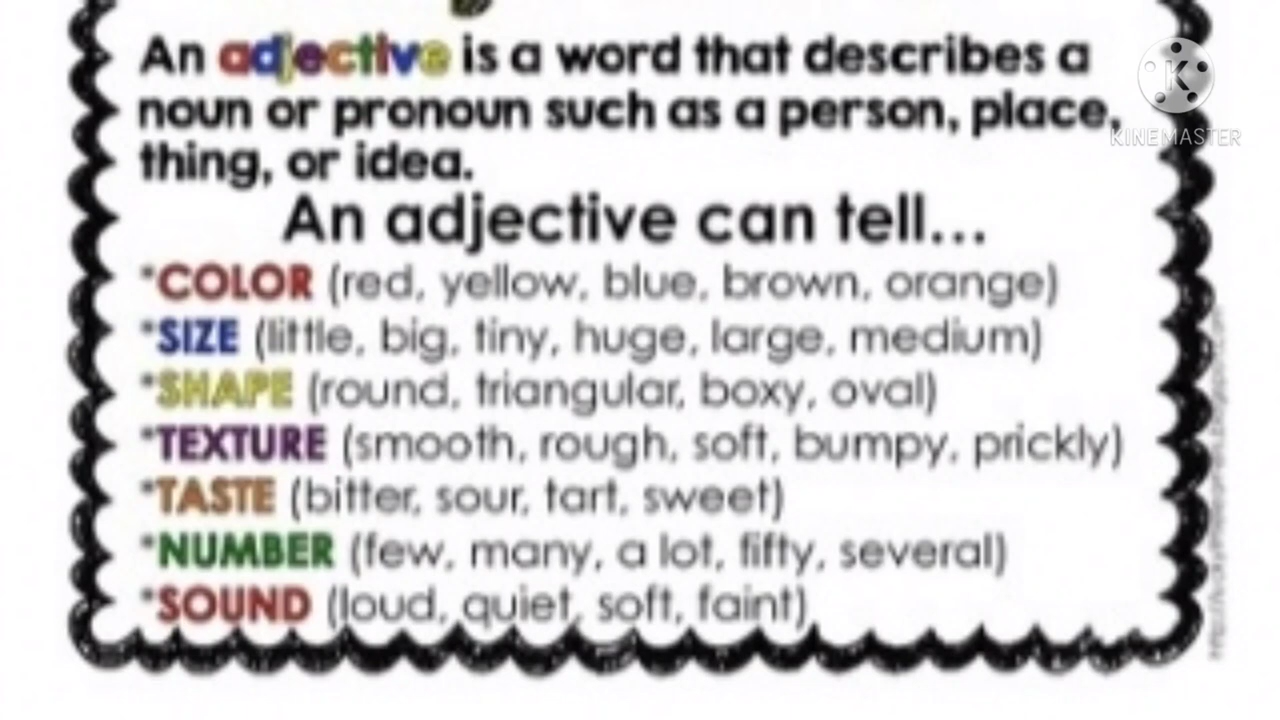 An adjective is a word that describes a
noun or pronoun such as a person, place,
thing, or idea.
An adjective can tell...
*COLOR (red, yellow, blue, brown, orange)
*SIZE (little, big, tiny, huge, large, medium)
*SHAPE (round, triangular, boxy, oval)
*TEXTURE (smooth, rough, soft, bumpy, prickly)
*TASTE (bitter, sour, tart, sweet)
*NUMBER (few, many, a lot, fifty, several)
*SOUND (loud, quiet, soft, faint)
K
KINEMASTER